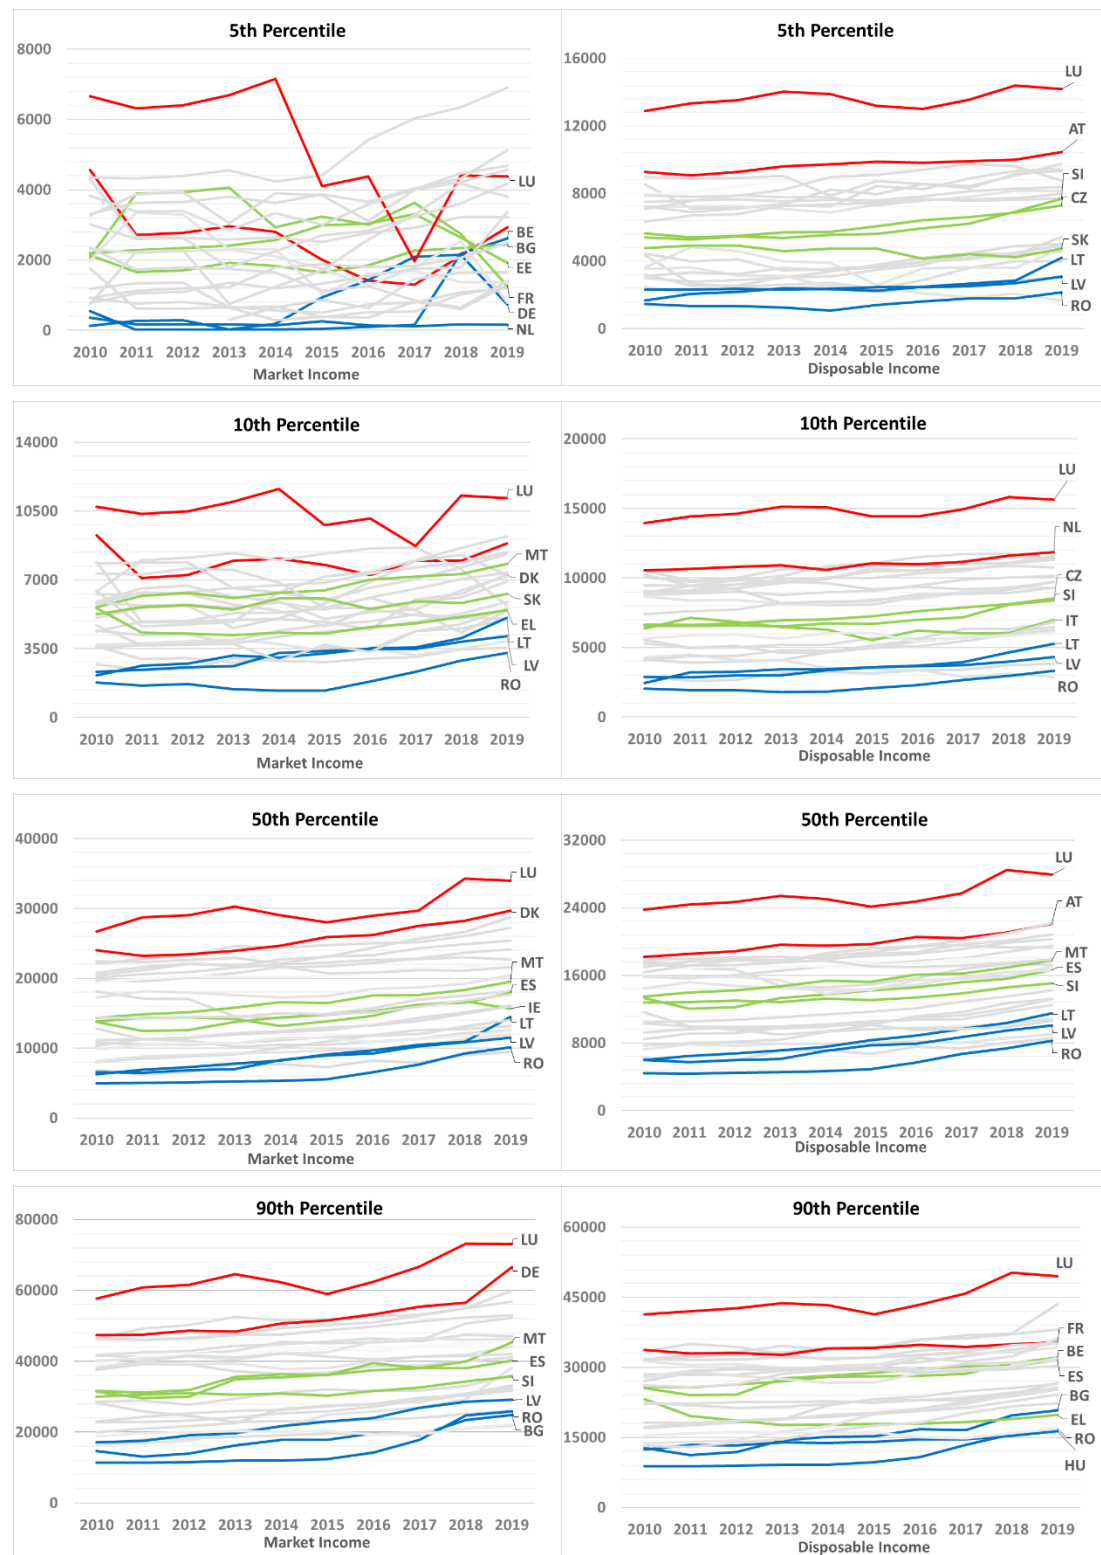 5th Percentile
8000
6000
4000
2000
0
LU
BE
BG
EE
FR
DE
NL
2010 2011 2012 2013 2014 2015 2016 2017 2018 2019
Market Income
5th Percentile
16000
12000
8000
4000
0
LU
AT
SI
CZ
SK
LT
LV
RO
2010 2011 2012 2013 2014 2015 2016 2017 2018 2019
Disposable Income
10th Percentile
14000
10500
7000
3500
0
LU
MT
DK
SK
EL
LT
LV
RO
2010 2011 2012 2013 2014 2015 2016 2017 2018 2019
Market Income
10th Percentile
20000
15000
10000
5000
0
LU
NL
CZ
SI
IT
LT
LV
RO
2010 2011 2012 2013 2014 2015 2016 2017 2018 2019
Disposable Income
50th Percentile
40000
30000
20000
10000
0
LU
DK
MT
ES
IE
LT
LV
RO
2010 2011 2012 2013 2014 2015 2016 2017 2018 2019
Market Income
50th Percentile
32000
24000
16000
8000
0
LU
AT
MT
ES
SI
LT
LV
RO
2010 2011 2012 2013 2014 2015 2016 2017 2018 2019
Disposable Income
90th Percentile
80000
60000
40000
20000
0
LU
DE
MT
ES
SI
LV
RO
BG
2010 2011 2012 2013 2014 2015 2016 2017 2018 2019
Market Income
90th Percentile
60000
45000
30000
15000
0
LU
FR
BE
ES
BG
EL
RO
HU
2010 2011 2012 2013 2014 2015 2016 2017 2018 2019
Disposable Income